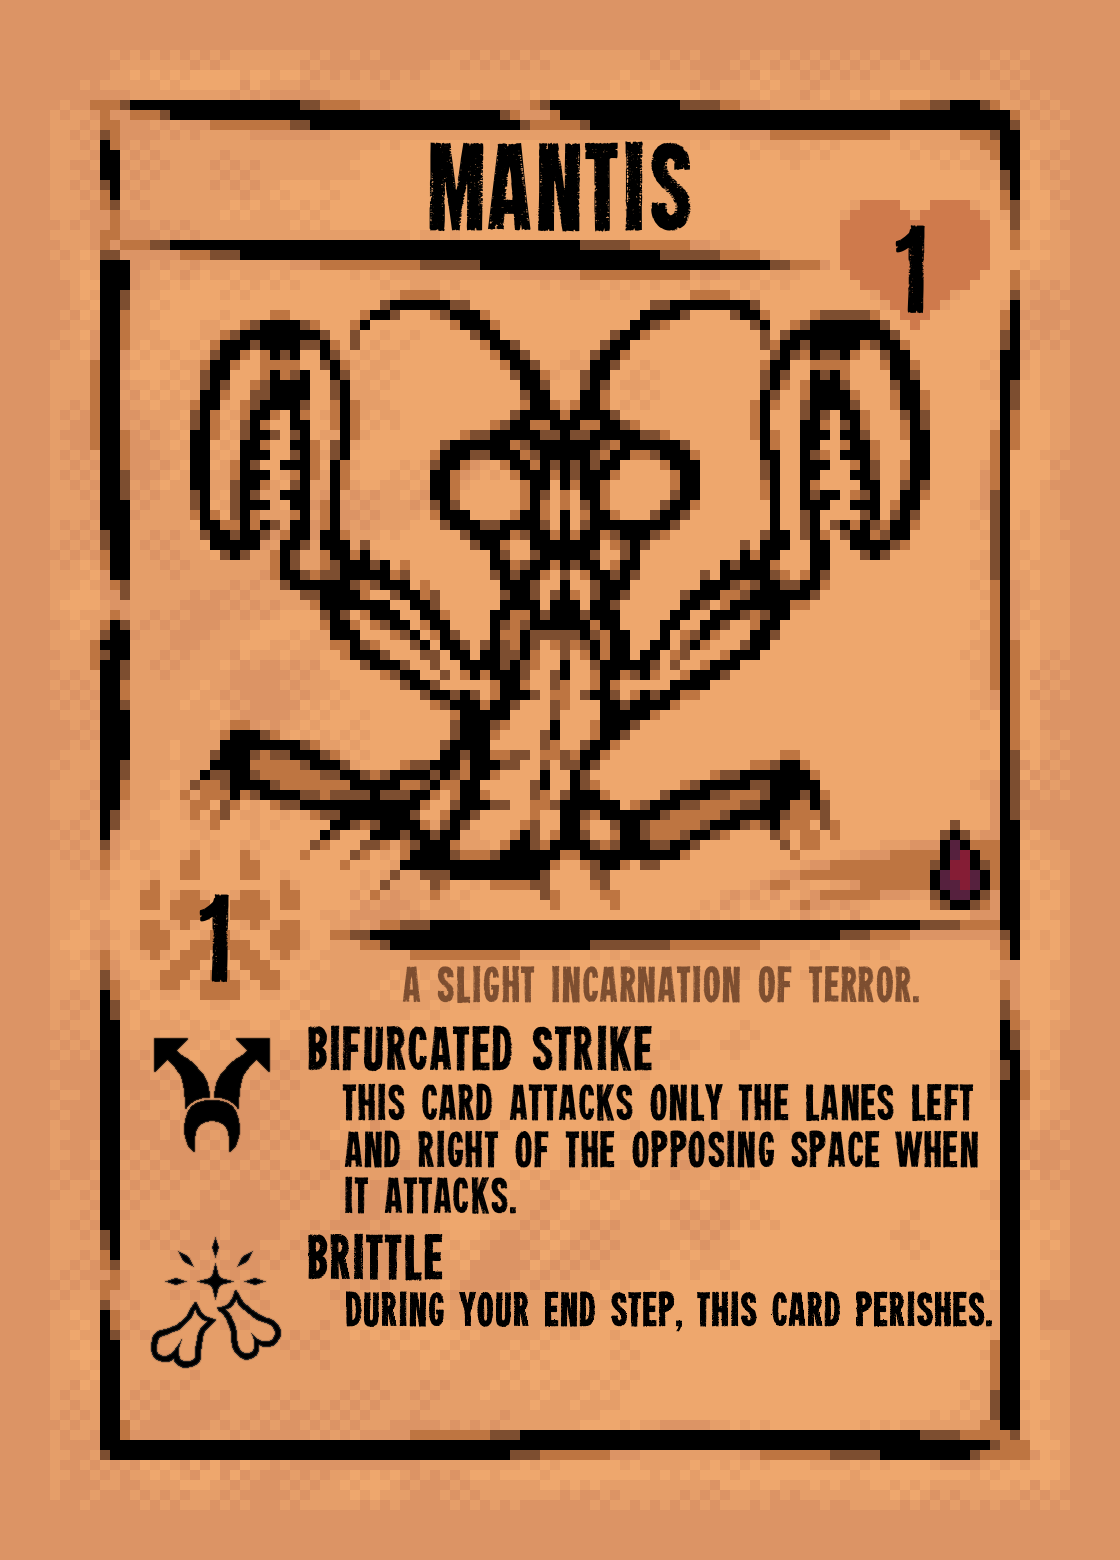 MANTIS
1
1
A SLIGHT INCARNATION OF TERROR.
BIFURCATED STRIKE
THIS CARD ATTACKS ONLY THE LANES LEFT
AND RIGHT OF THE OPPOSING SPACE WHEN
IT ATTACKS.
BRITTLE
DURING YOUR END STEP, THIS CARD PERISHES.